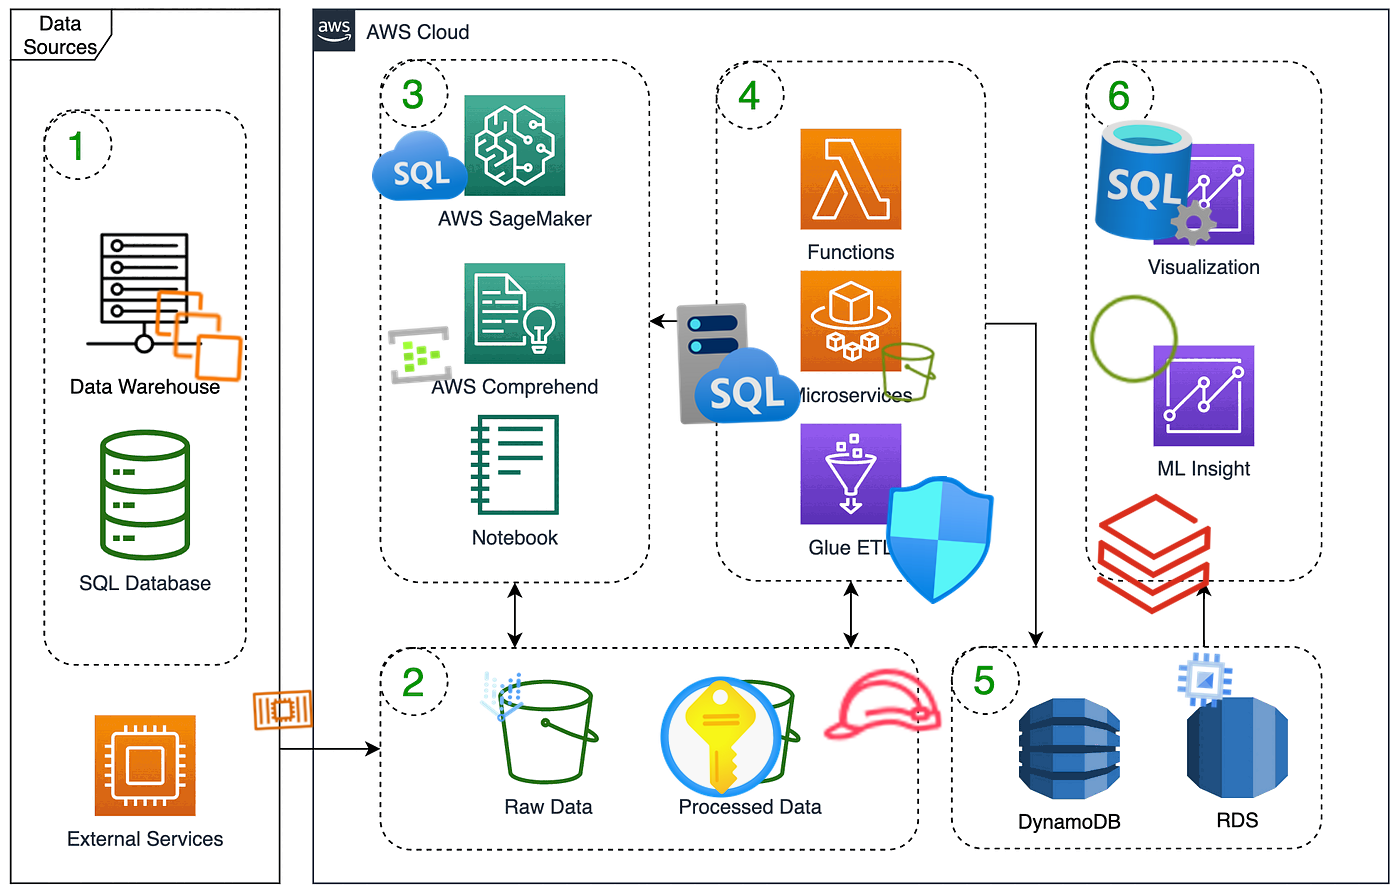 Data
Sources
aws
AWS Cloud
1
Data Warehouse
SQL Database
External Services
3
SQL
AWS SageMaker
AWS Comprehend
Notebook
4
Functions
SQL
Glue ETL
6
SQL
Visualization
ML Insight
2
Raw Data
Processed Data
5
DynamoDB
RDS